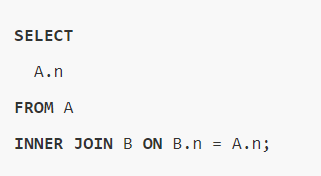 SELECT
A.n
FROM A
INNER JOIN B ON B.n = A.n;